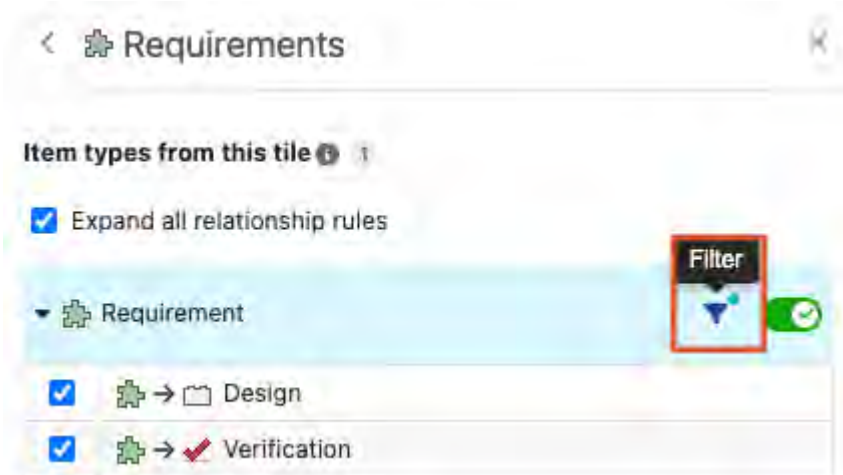 Requirements
Item types from this tile 1
Expand all relationship rules
Filter
Requirement
Design
Verification